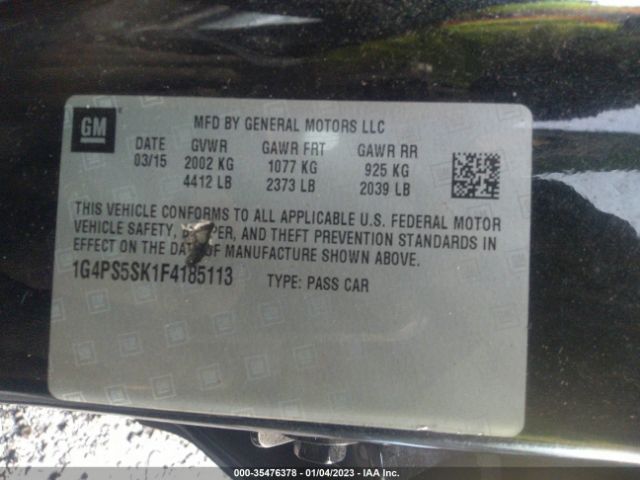 GM
MFD BY GENERAL MOTORS LLC
DATE GVWR GAWR FRT GAWR RR
03/15 2002 KG 1077 KG 925 KG
4412 LB 2373 LB 2039 LB
THIS VEHICLE CONFORMS TO ALL APPLICABLE U.S. FEDERAL MOTOR
VEHICLE SAFETY, AND THEFT PREVENTION STANDARDS IN
EFFECT ON THE DATE OF MANUFACTURE SHOWN ABOVE.
1G4PS5SK1F4185113 TYPE: PASS CAR
000-35476378 - 01/04/2023 - IAA Inc.